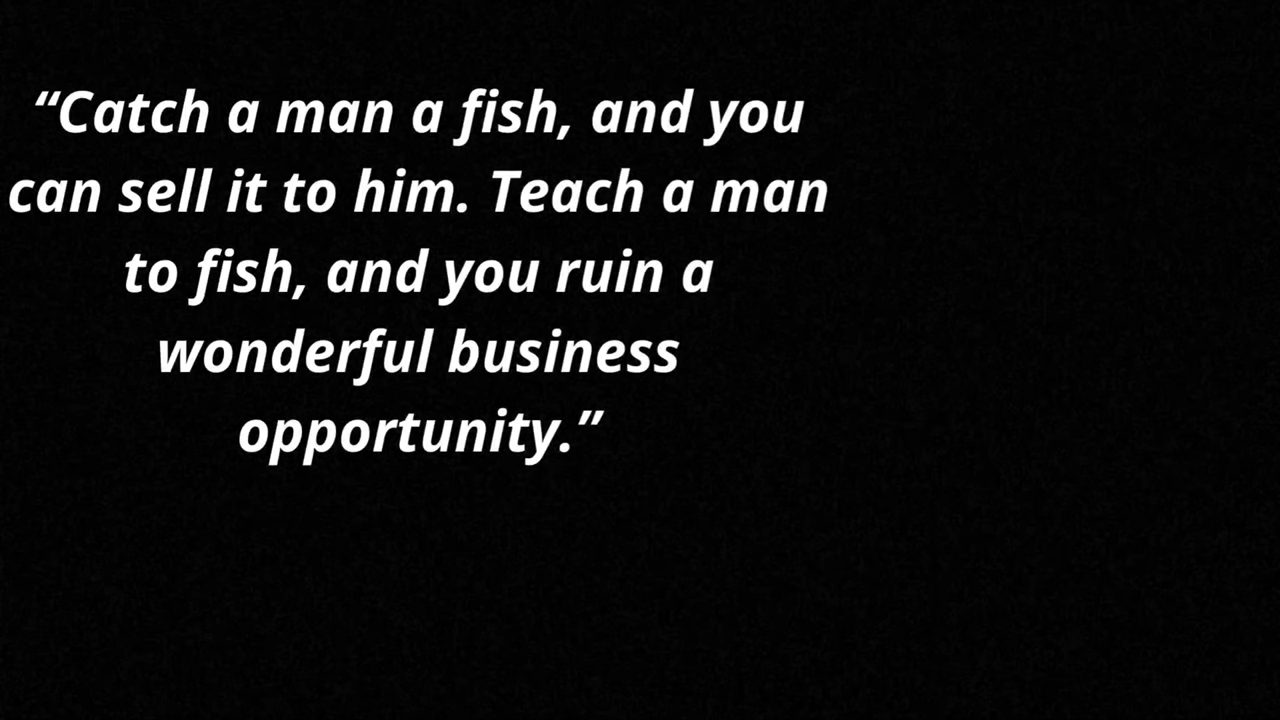 “Catch a man a fish, and you
can sell it to him. Teach a man
to fish, and you ruin a
wonderful business
opportunity.”